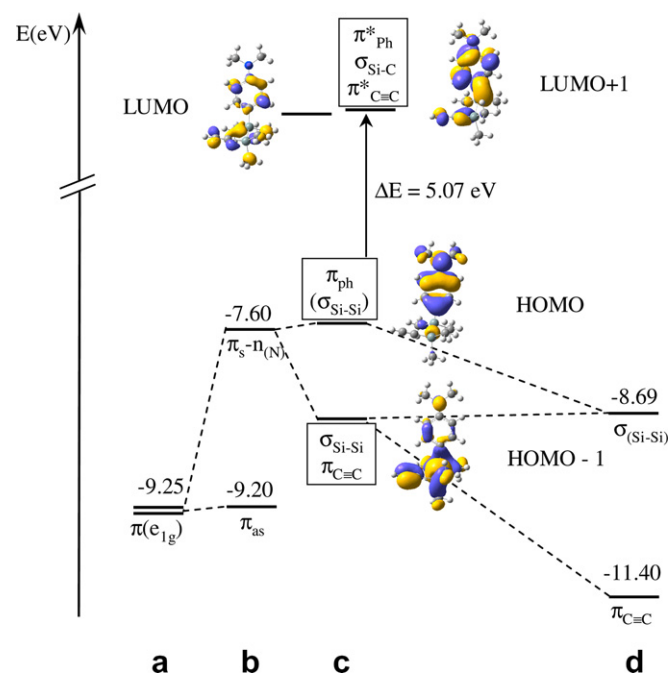 E(eV)
π*Ph
σSi-C
π*C≡C
LUMO
LUMO+1
ΔE = 5.07 eV
πph
(σSi-Si)
HOMO
-7.60
πs-n(N)
-8.69
σ(Si-Si)
σSi-Si
πC≡C
HOMO - 1
-9.25
π(e1g)
-9.20
πas
-11.40
πC≡C
a b c d